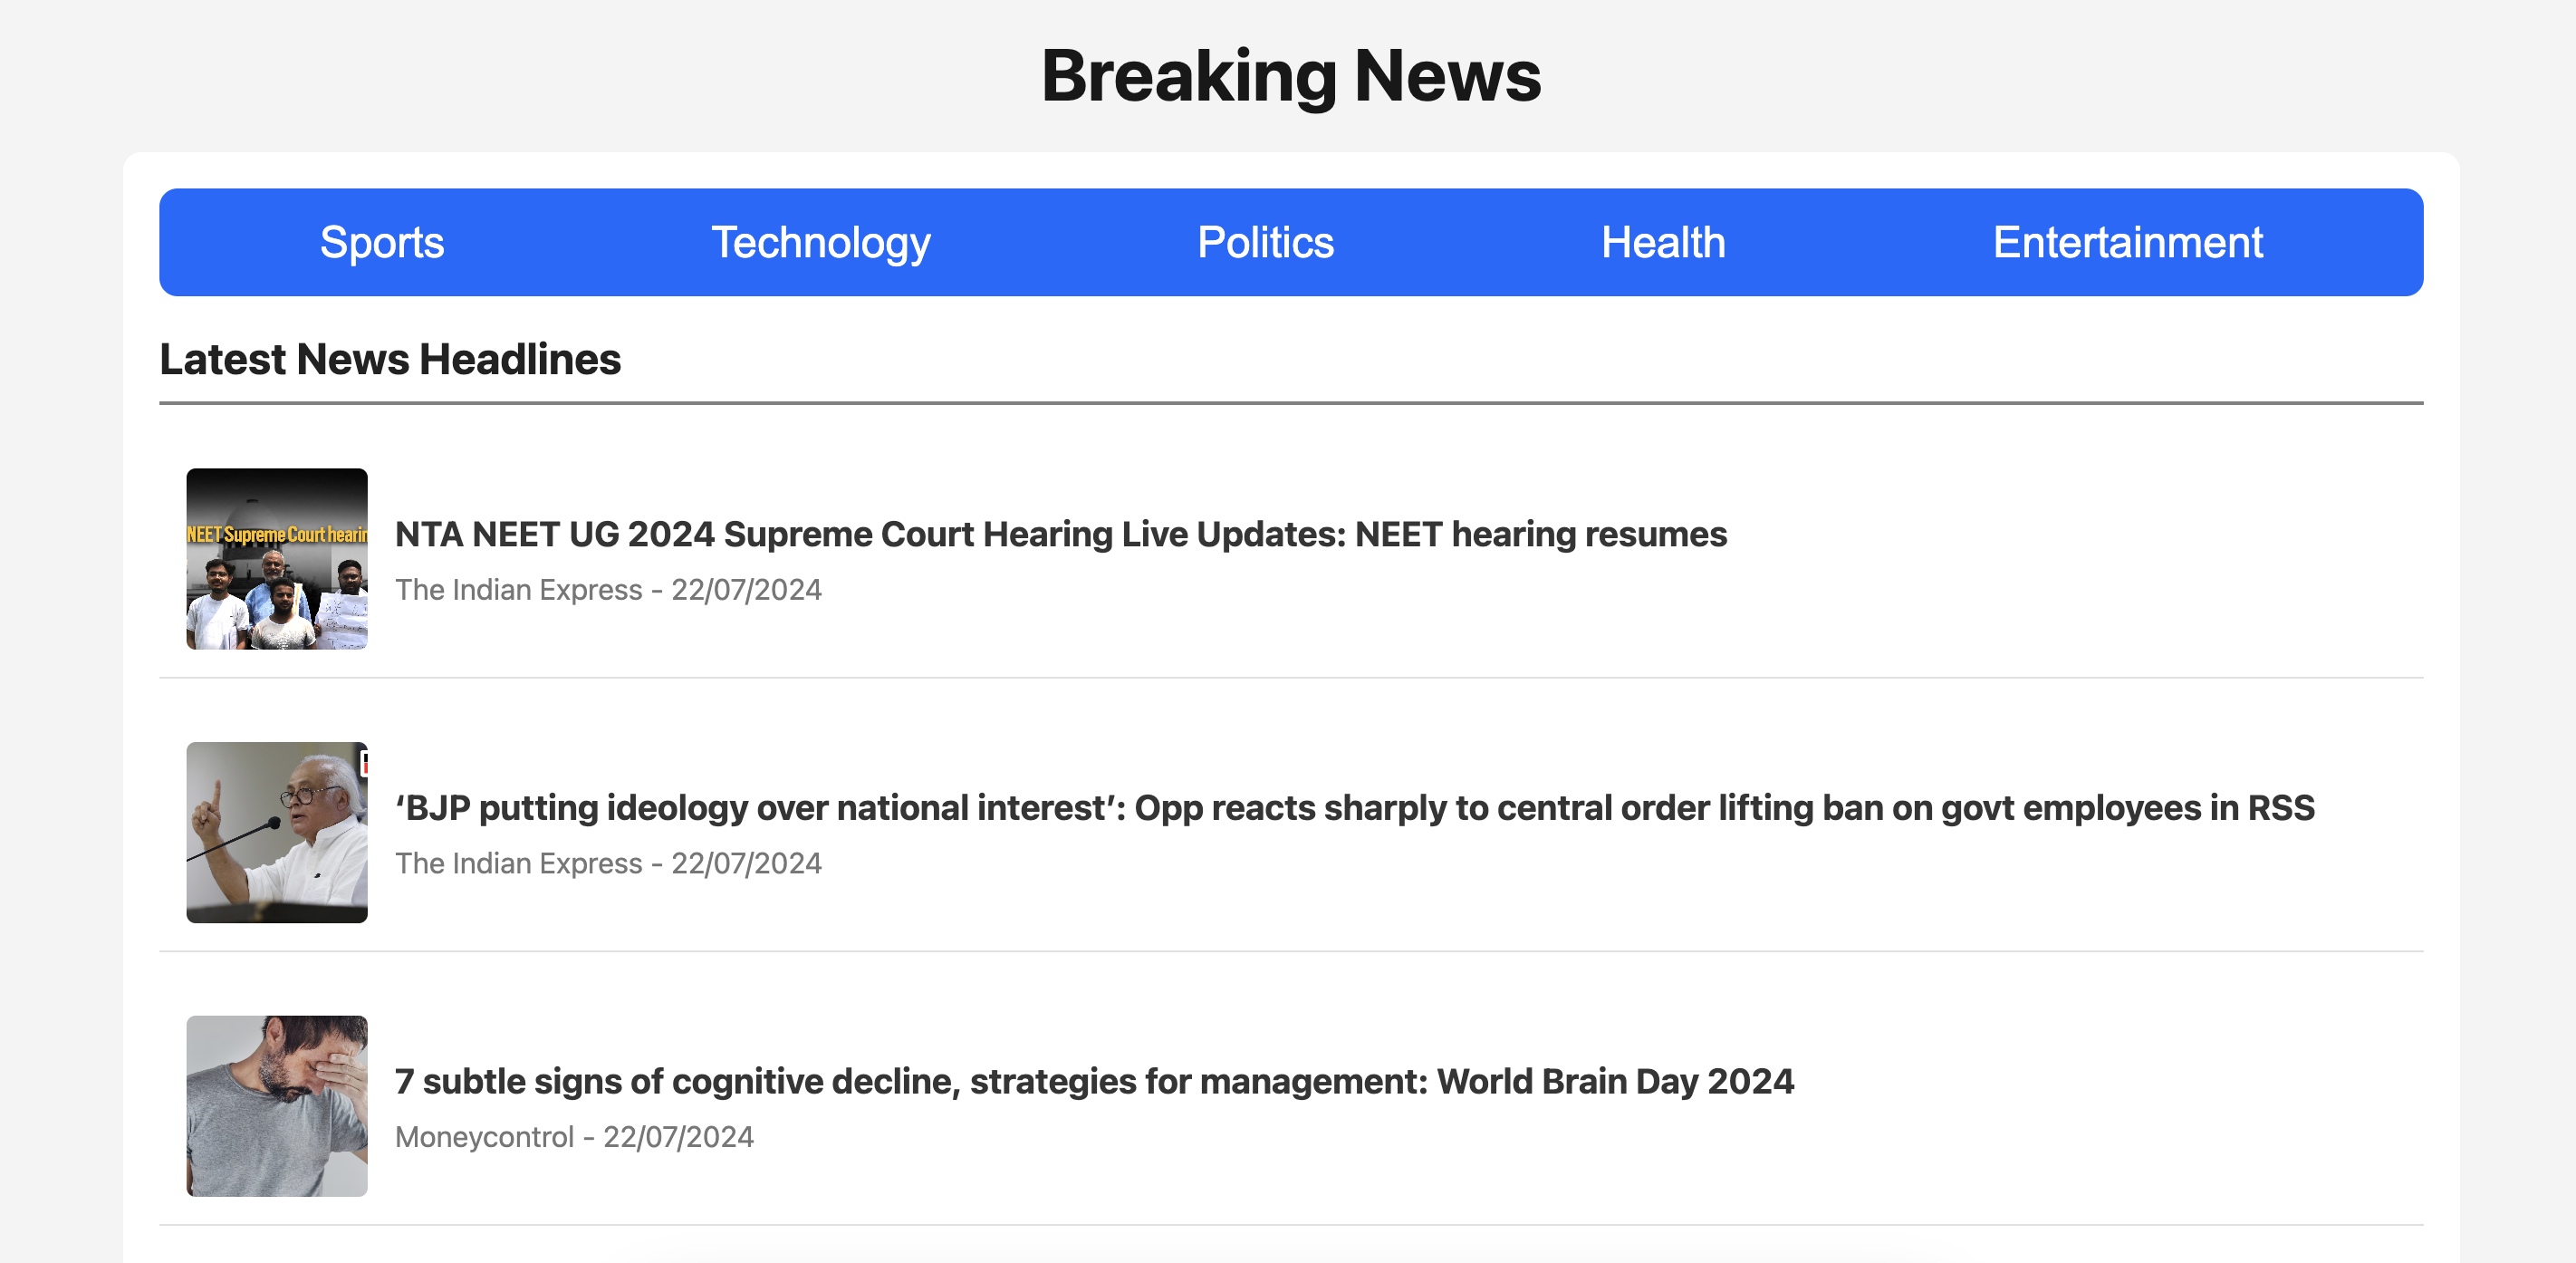 Breaking News
Sports Technology Politics Health Entertainment
Latest News Headlines
NEET Supreme Court hearin
NTA NEET UG 2024 Supreme Court Hearing Live Updates: NEET hearing resumes
The Indian Express - 22/07/2024
‘BJP putting ideology over national interest’: Opp reacts sharply to central order lifting ban on govt employees in RSS
The Indian Express - 22/07/2024
7 subtle signs of cognitive decline, strategies for management: World Brain Day 2024
Moneycontrol - 22/07/2024